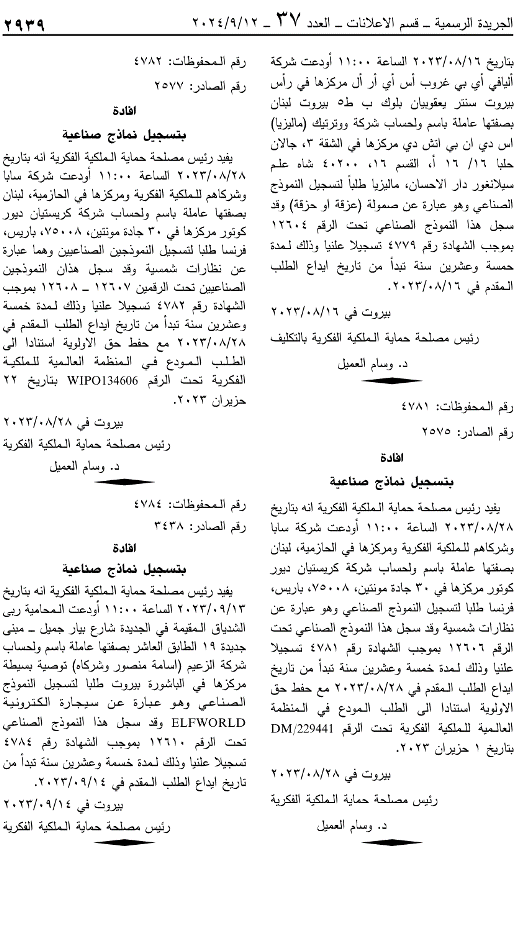 الجريدة الرسمية ــ قسم الاعلانات ــ العدد ٣٧ ــ ٢٠٢٤/٩/١٢
٢٩٣٩
بتاريخ ٢٠٢٣/٠٨/١٦ الساعة ١١:٠٠ أودعت شركة
أليافي أي بي غروب أس أي أر أل مركزها في رأس
بيروت سنتر يعقوبيان بلوك ب ط٥ بيروت لبنان
بصفتها عاملة باسم ولحساب شركة ووترتيك (ماليزيا)
اس دي ان بي اتش دي مركزها في الشقة ٣، جالان
حلبا ١٦/ ١٦ أ، القسم ١٦، ٤٠٢٠٠ شاه علم
سيلانغور دار الاحسان، ماليزيا طلباً لتسجيل النموذج
الصناعي وهو عبارة عن صمولة (عزقة او حزقة) وقد
سجل هذا النموذج الصناعي تحت الرقم ١٢٦٠٤
بموجب الشهادة رقم ٤٧٧٩ تسجيلا علنيا وذلك لمدة
خمسة وعشرين سنة تبدأ من تاريخ ايداع الطلب
المقدم في ٢٠٢٣/٠٨/١٦.
بيروت في ٢٠٢٣/٠٨/١٦
رئيس مصلحة حماية الملكية الفكرية بالتكليف
د. وسام العميل
رقم المحفوظات: ٤٧٨١
رقم الصادر: ٢٥٧٥
افادة
بتسجيل نماذج صناعية
يفيد رئيس مصلحة حماية الملكية الفكرية انه بتاريخ
٢٠٢٣/٠٨/٢٨ الساعة ١١:٠٠ أودعت شركة سابا
وشركاهم للملكية الفكرية ومركزها في الحازمية، لبنان
بصفتها عاملة باسم ولحساب شركة كريستيان ديور
كوتور مركزها في ٣٠ جادة مونتين، ٧٥٠٠٨، باريس،
فرنسا طلبا لتسجيل النموذج الصناعي وهو عبارة عن
نظارات شمسية وقد سجل هذا النموذج الصناعي تحت
الرقم ١٢٦٠٦ بموجب الشهادة رقم ٤٧٨١ تسجيلا
علنيا وذلك لمدة خمسة وعشرين سنة تبدأ من تاريخ
ايداع الطلب المقدم في ٢٠٢٣/٠٨/٢٨ مع حفظ حق
الاولوية استنادا الى الطلب المودع في المنظمة
العالمية للملكية الفكرية تحت الرقم DM/229441
بتاريخ ١ حزيران ٢٠٢٣.
بيروت في ٢٠٢٣/٠٨/٢٨
رئيس مصلحة حماية الملكية الفكرية
د. وسام العميل
رقم المحفوظات: ٤٧٨٢
رقم الصادر: ٢٥٧٧
افادة
بتسجيل نماذج صناعية
يفيد رئيس مصلحة حماية الملكية الفكرية انه بتاريخ
٢٠٢٣/٠٨/٢٨ الساعة ١١:٠٠ أودعت شركة سابا
وشركاهم للملكية الفكرية ومركزها في الحازمية، لبنان
بصفتها عاملة باسم ولحساب شركة كريستيان ديور
كوتور مركزها في ٣٠ جادة مونتين، ٧٥٠٠٨، باريس،
فرنسا طلبا لتسجيل النموذجين الصناعيين وهما عبارة
عن نظارات شمسية وقد سجل هذان النموذجين
الصناعيين تحت الرقمين ١٢٦٠٧ ــ ١٢٦٠٨ بموجب
الشهادة رقم ٤٧٨٢ تسجيلا علنيا وذلك لمدة خمسة
وعشرين سنة تبدأ من تاريخ ايداع الطلب المقدم في
٢٠٢٣/٠٨/٢٨ مع حفظ حق الاولوية استنادا الى
الطلب المودع في المنظمة العالمية للملكية
الفكرية تحت الرقم WIPO134606 بتاريخ ٢٢
حزيران ٢٠٢٣.
بيروت في ٢٠٢٣/٠٨/٢٨
رئيس مصلحة حماية الملكية الفكرية
د. وسام العميل
رقم المحفوظات: ٤٧٨٤
رقم الصادر: ٣٤٣٨
افادة
بتسجيل نماذج صناعية
يفيد رئيس مصلحة حماية الملكية الفكرية انه بتاريخ
٢٠٢٣/٠٩/١٣ الساعة ١١:٠٠ أودعت المحامية ربى
الشدياق المقيمة في الجديدة شارع بيار جميل ــ مبنى
جديدة ١٩ الطابق العاشر بصفتها عاملة باسم ولحساب
شركة الزعيم (اسامة منصور وشركاه) توصية بسيطة
مركزها في الباشورة بيروت طلبا لتسجيل النموذج
الصناعي وهو عبارة عن سيجارة الكترونية
ELFWORLD وقد سجل هذا النموذج الصناعي
تحت الرقم ١٢٦١٠ بموجب الشهادة رقم ٤٧٨٤
تسجيلا علنيا وذلك لمدة خسمة وعشرين سنة تبدأ من
تاريخ ايداع الطلب المقدم في ٢٠٢٣/٠٩/١٤.
بيروت في ٢٠٢٣/٠٩/١٤
رئيس مصلحة حماية الملكية الفكرية